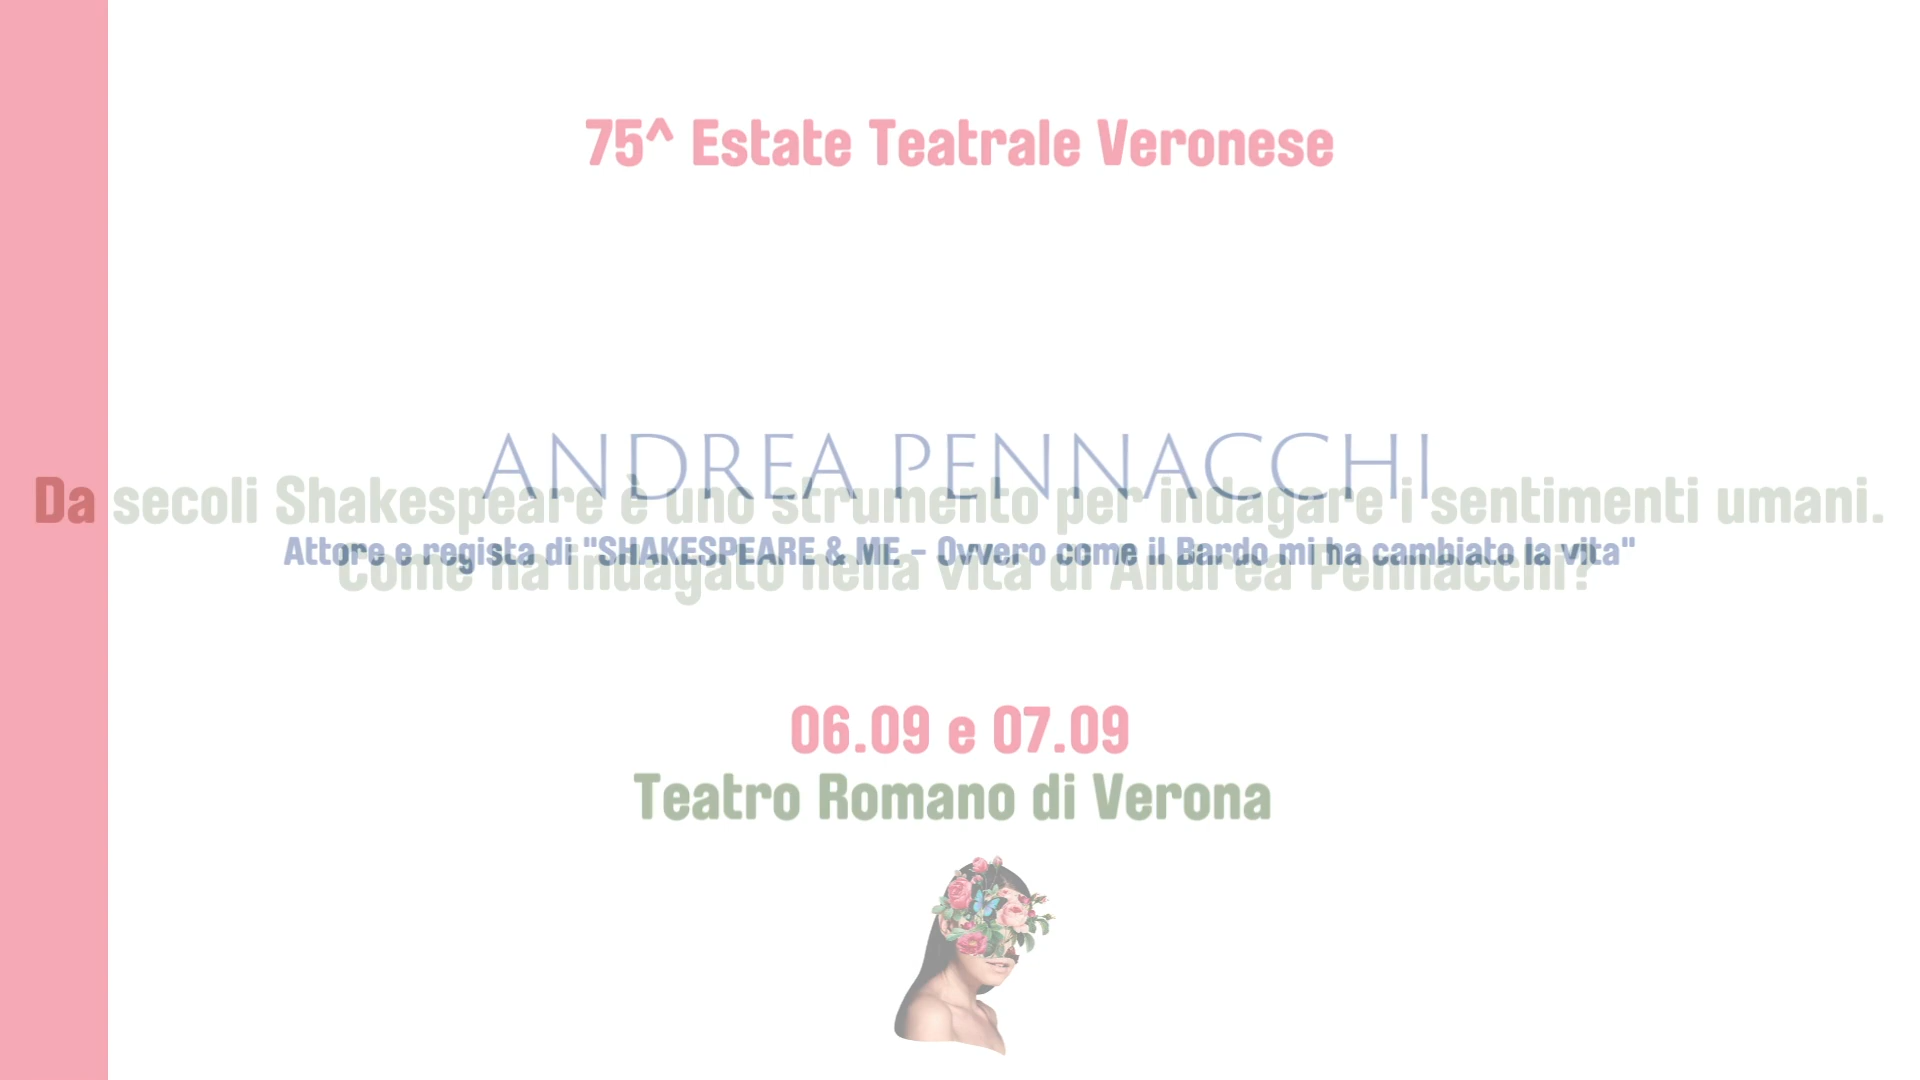 75^ Estate Teatrale Veronese
ANDREA PENNACCHI
Da secoli Shakespeare è uno strumento per indagare i sentimenti umani.
Attore e regista di "SHAKESPEARE & ME - Ovvero come il Bardo mi ha cambiato la vita"
Come ha indagato nella vita di Andrea Pennacchi?
06.09 e 07.09
Teatro Romano di Verona